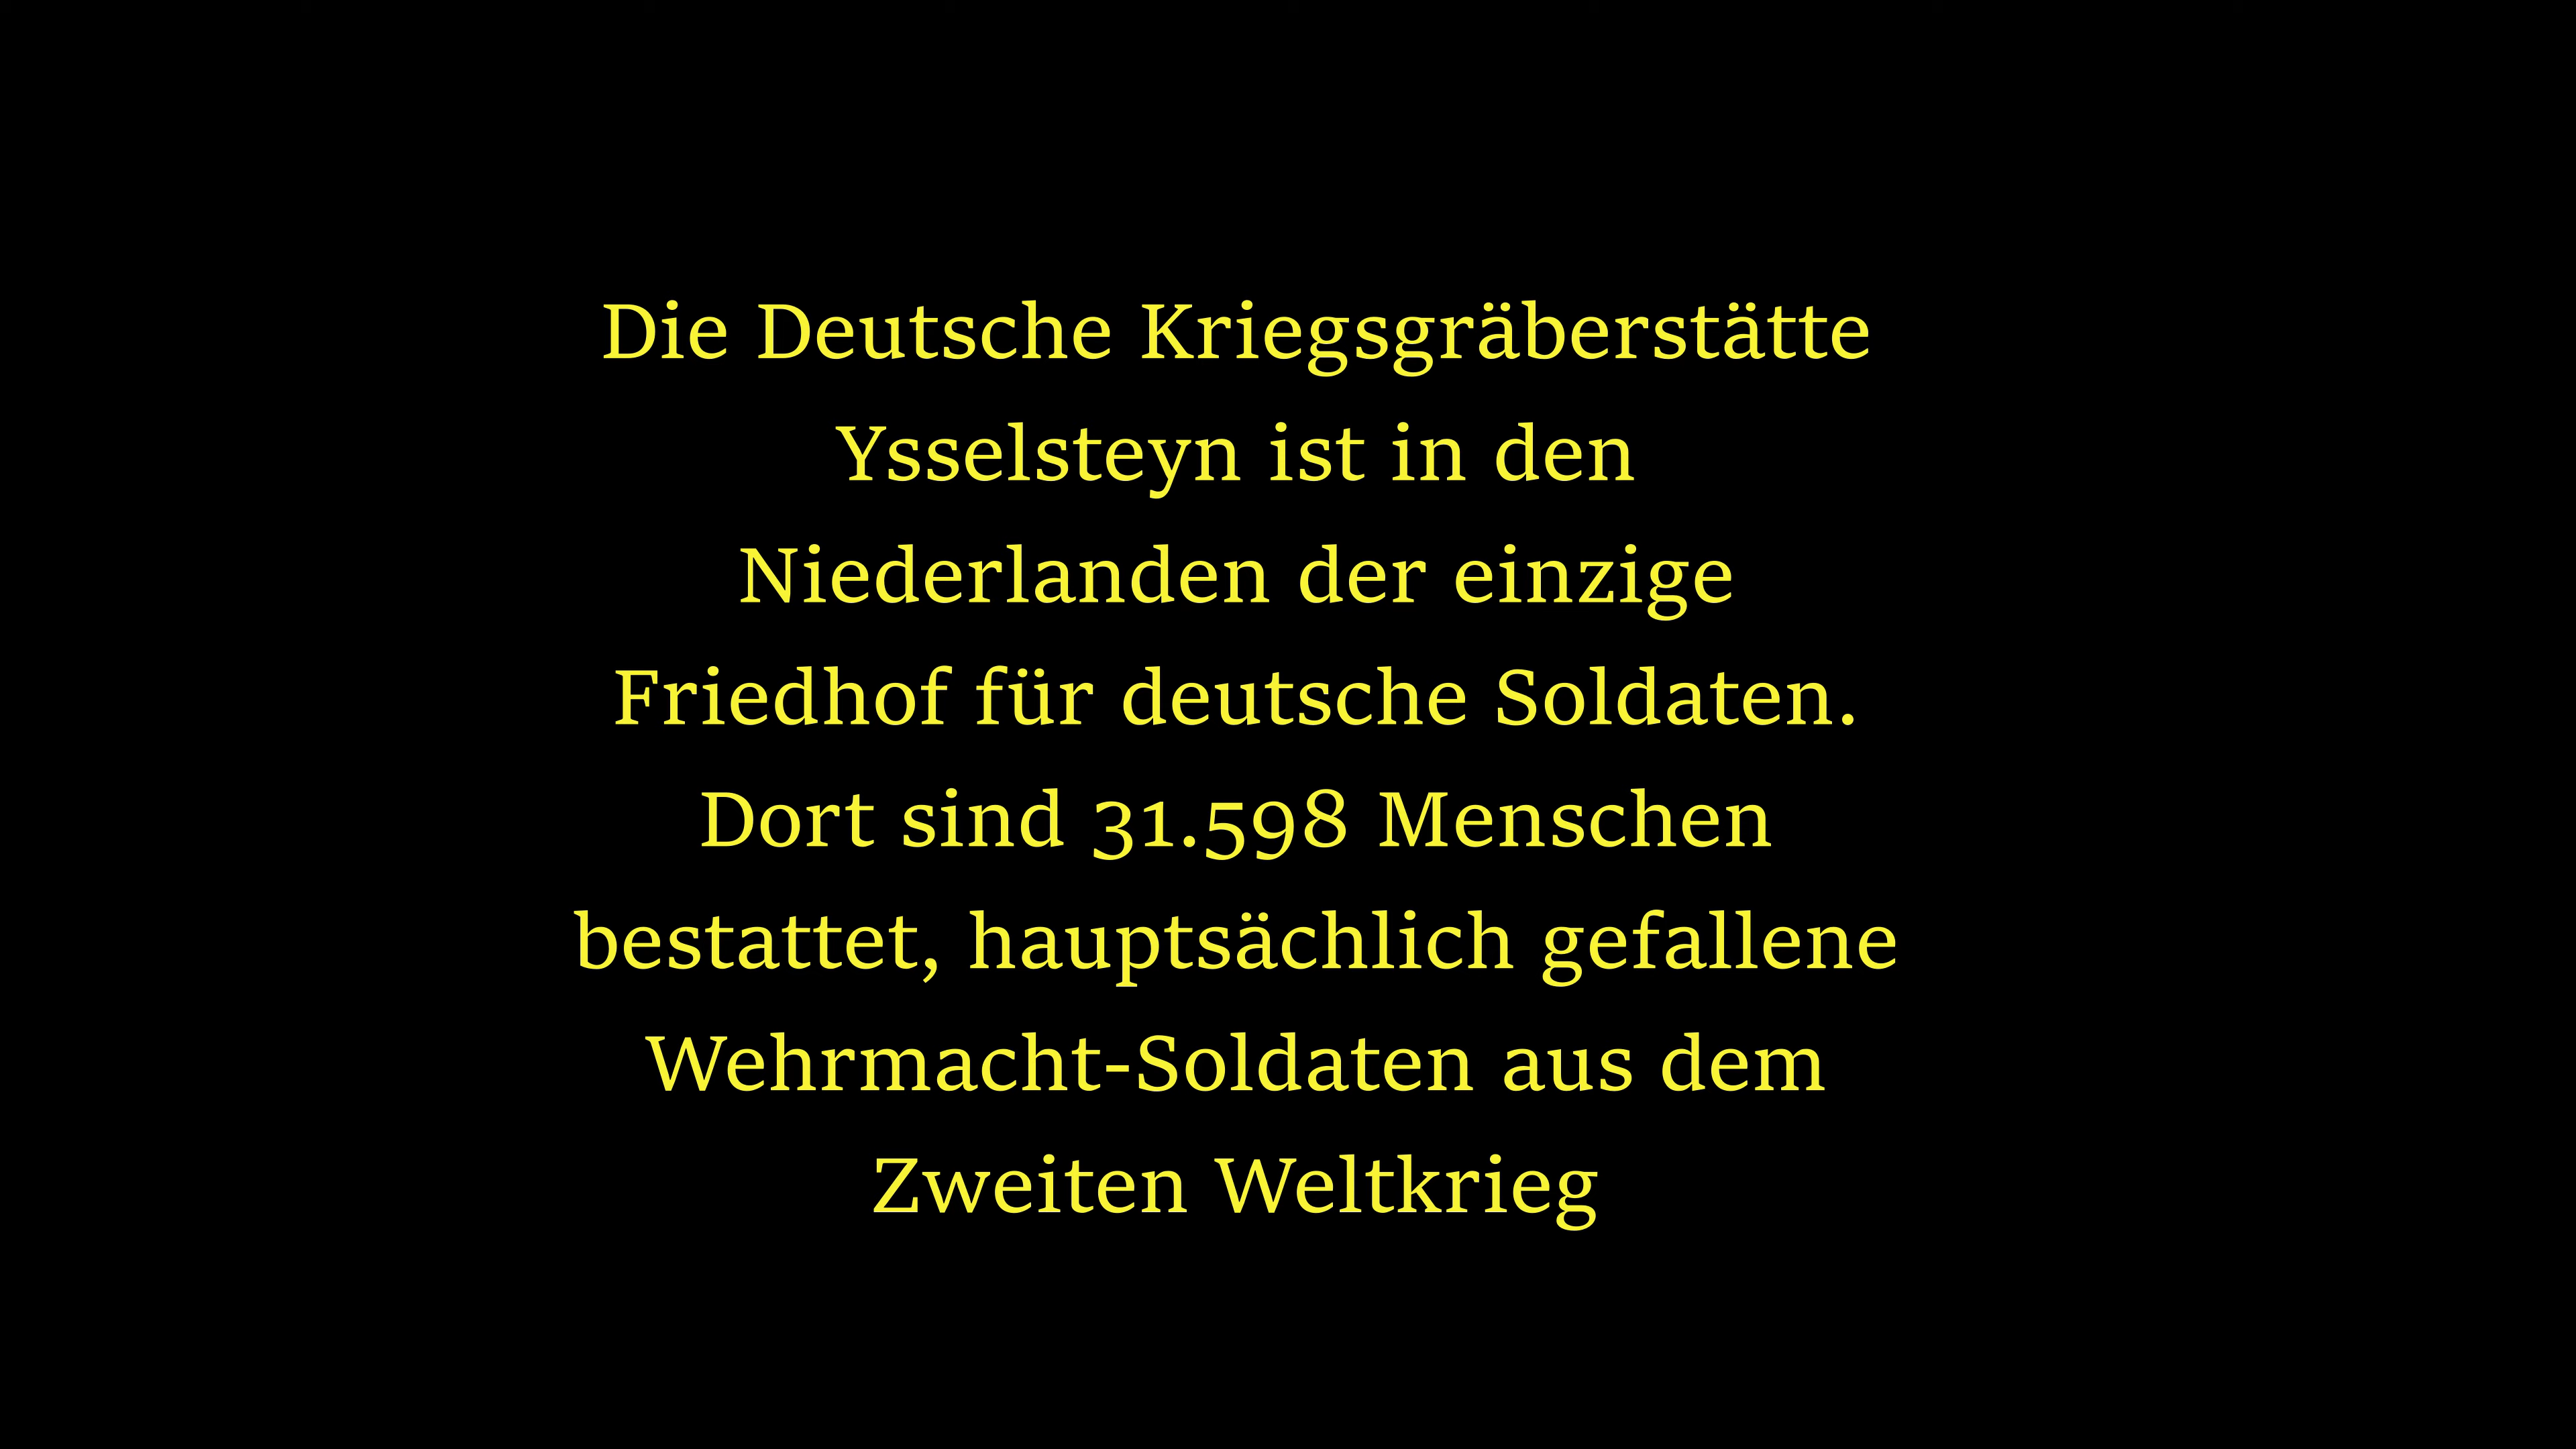 Die Deutsche Kriegsgräberstätte
Ysselsteyn ist in den
Niederlanden der einzige
Friedhof für deutsche Soldaten.
Dort sind 31.598 Menschen
bestattet, hauptsächlich gefallene
Wehrmacht-Soldaten aus dem
Zweiten Weltkrieg